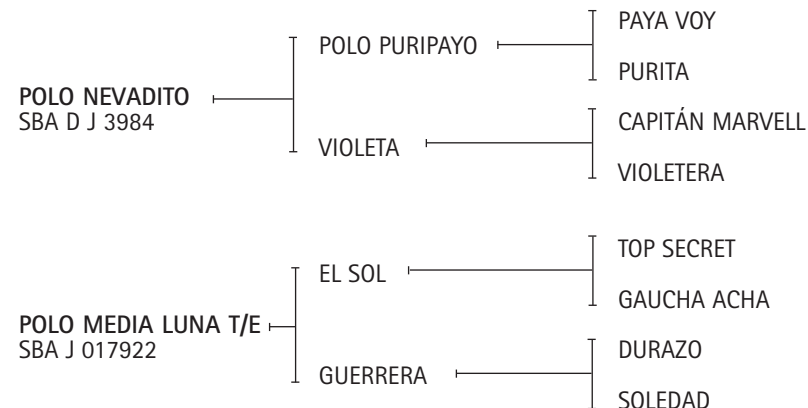 PAYA VOY
POLO PURIPAYO
PURITA
POLO NEVADITO
SBA D J 3984
CAPITÁN MARVELL
VIOLETA
VIOLETERA
TOP SECRET
EL SOL
GAUCHA ACHA
POLO MEDIA LUNA T/E
SBA J 017922
DURAZO
GUERRERA
SOLEDAD